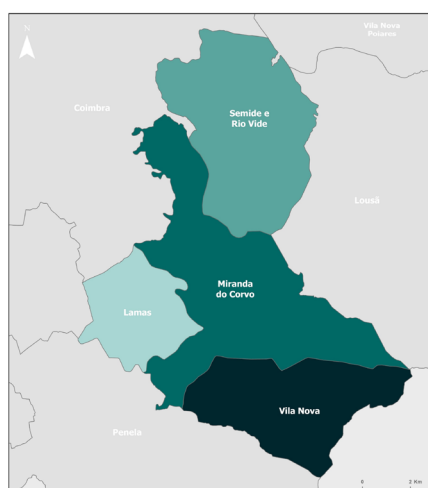 N
Vila Nova
Poiares
Coimbra
Semide e
Rio Vide
Lousã
Miranda
do Corvo
Lamas
Vila Nova
Penela
0 2 Km